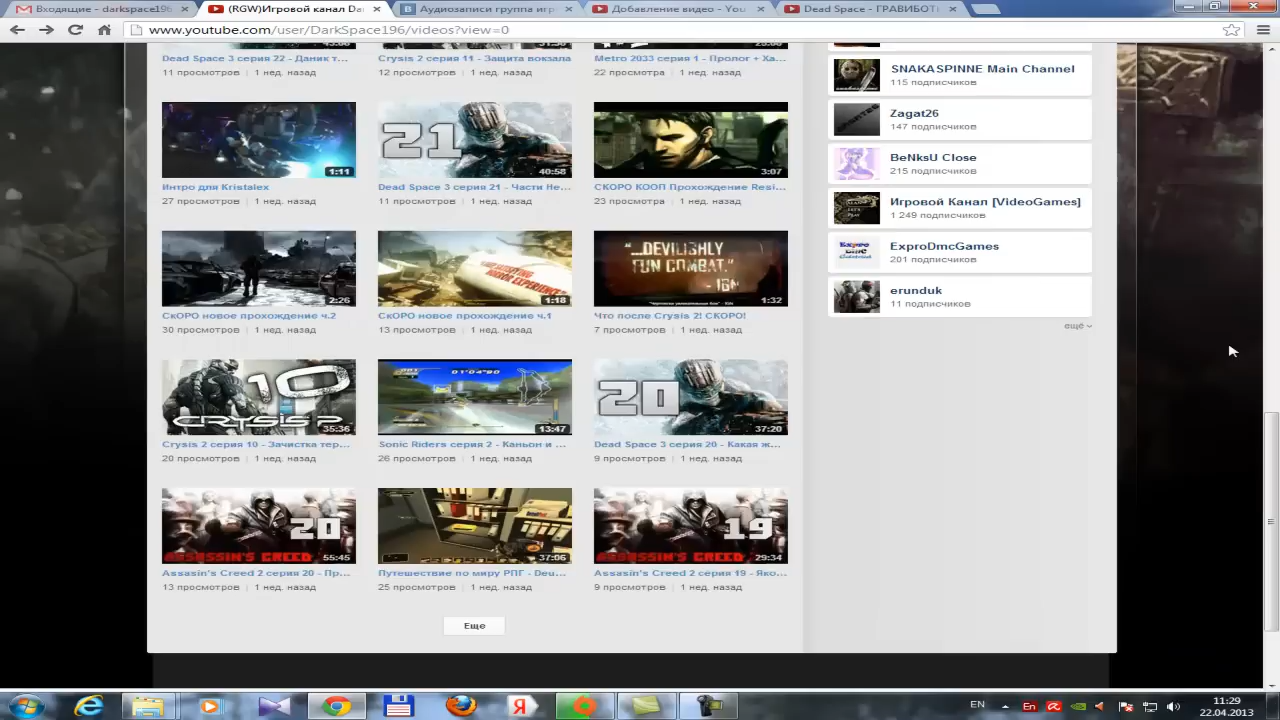 Входящие - darkspace196
(RGW)Игровой канал Da
Аудиозаписи группа игр
Добавление видео - You
Dead Space - ГРАВИБОТ
www.youtube.com/user/DarkSpace196/videos?view=0
Dead Space 3 серия 22 - Даник т...
11 просмотров | 1 нед. назад
Crysis 2 серия 11 - Защита вокзала
12 просмотров | 1 нед. назад
Metro 2033 серия 1 - Пролог + Ха...
22 просмотра | 1 нед. назад
1:11
Интро для Kristalex
27 просмотров | 1 нед. назад
21
40:58
Dead Space 3 серия 21 - Части Не...
11 просмотров | 1 нед. назад
3:07
СКОРО КООП Прохождение Resi...
23 просмотра | 1 нед. назад
2:26
СкОРО новое прохождение ч.2
30 просмотров | 1 нед. назад
1:18
СкОРО новое прохождение ч.1
13 просмотров | 1 нед. назад
"...DEVILISHLY
FUN COMBAT."
- IGN
1:32
Что после Crysis 2! СКОРО!
7 просмотров | 1 нед. назад
10
CRYSIS 2
35:36
Crysis 2 серия 10 - Зачистка тер...
20 просмотров | 1 нед. назад
01'04"90
13:47
Sonic Riders серия 2 - Каньон и ...
26 просмотров | 1 нед. назад
20
37:20
Dead Space 3 серия 20 - Какая ж...
9 просмотров | 1 нед. назад
20
ASSASSIN'S CREED
55:45
Assasin's Creed 2 серия 20 - Пр...
13 просмотров | 1 нед. назад
37:06
Путешествие по миру РПГ - Deu...
25 просмотров | 1 нед. назад
19
ASSASSIN'S CREED
29:34
Assasin's Creed 2 серия 19 - Яко...
9 просмотров | 1 нед. назад
Еще
SNAKASPINNE Main Channel
115 подписчиков
Zagat26
147 подписчиков
BeNksU Close
215 подписчиков
Игровой Канал [VideoGames]
1 249 подписчиков
ExproDmcGames
201 подписчиков
erunduk
11 подписчиков
ещё
EN
En
11:29
22.04.2013